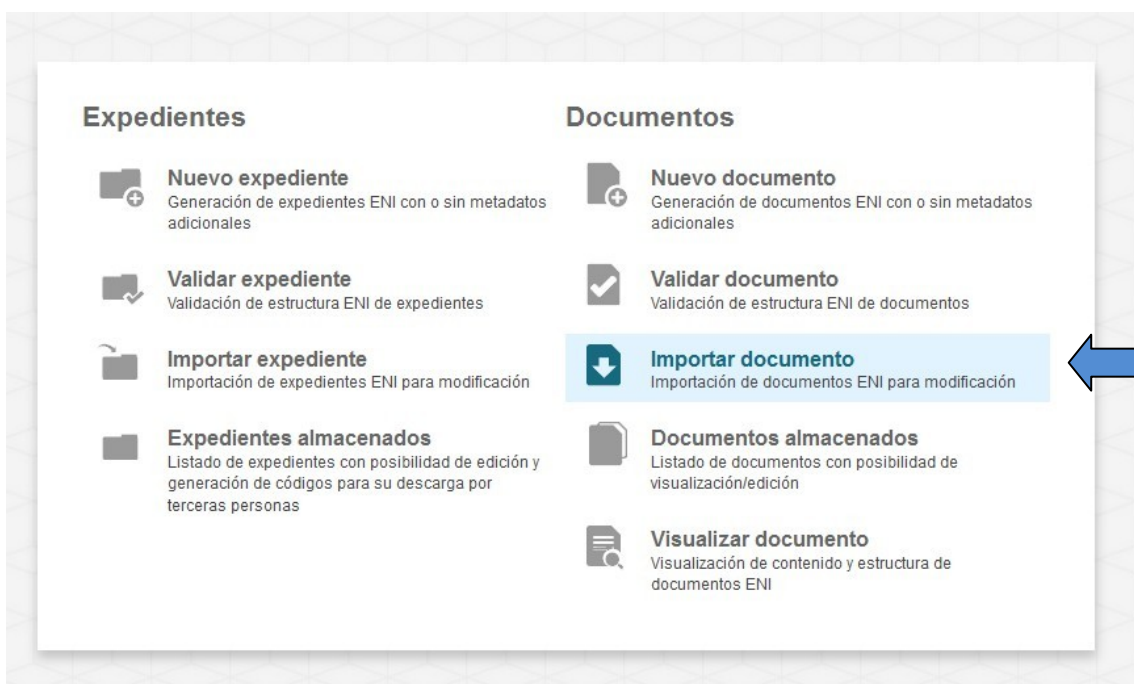 Expedientes
Nuevo expediente
Generación de expedientes ENI con o sin metadatos
adicionales
Validar expediente
Validación de estructura ENI de expedientes
Importar expediente
Importación de expedientes ENI para modificación
Expedientes almacenados
Listado de expedientes con posibilidad de edición y
generación de códigos para su descarga por
terceras personas
Documentos
Nuevo documento
Generación de documentos ENI con o sin metadatos
adicionales
Validar documento
Validación de estructura ENI de documentos
Importar documento
Importación de documentos ENI para modificación
Documentos almacenados
Listado de documentos con posibilidad de
visualización/edición
Visualizar documento
Visualización de contenido y estructura de
documentos ENI